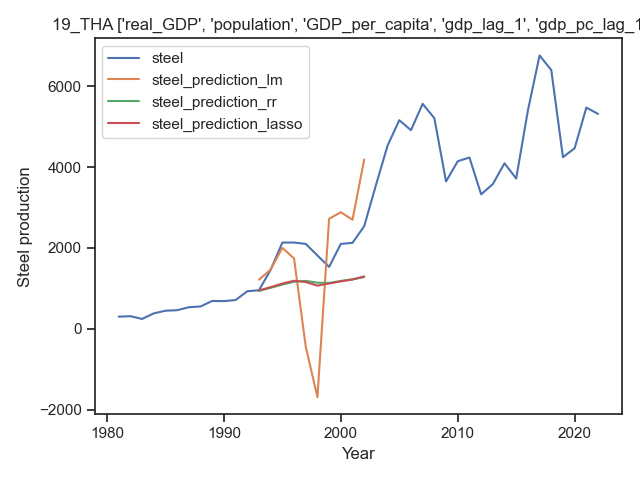 19_THA ['real_GDP', 'population', 'GDP_per_capita', 'gdp_lag_1', 'gdp_pc_lag_1
steel
steel_prediction_lm
steel_prediction_rr
steel_prediction_lasso
Steel production
6000
4000
2000
0
−2000
1980
1990
2000
2010
2020
Year